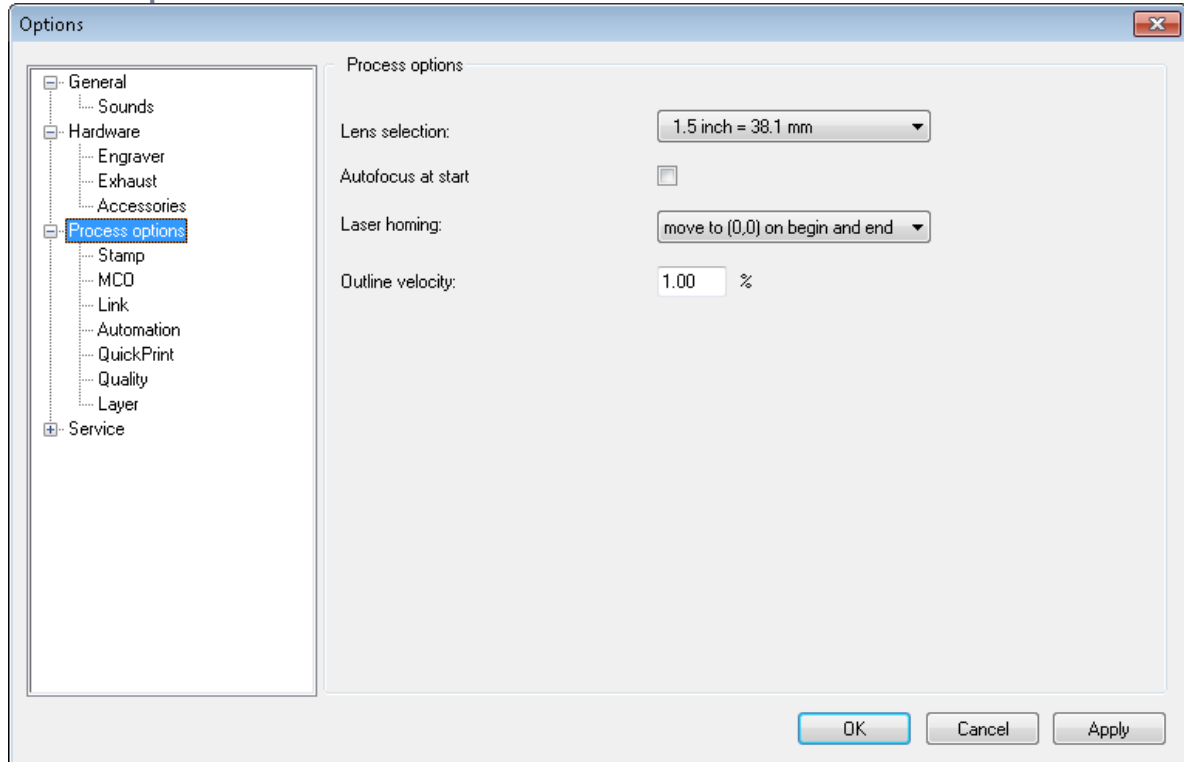 Options
General
Sounds
Hardware
Engraver
Exhaust
Accessories
Process options
Stamp
MCO
Link
Automation
QuickPrint
Quality
Layer
Service
Process options
Lens selection: 1.5 inch = 38.1 mm
Autofocus at start
Laser homing: move to (0,0) on begin and end
Outline velocity: 1.00 %
OK Cancel Apply